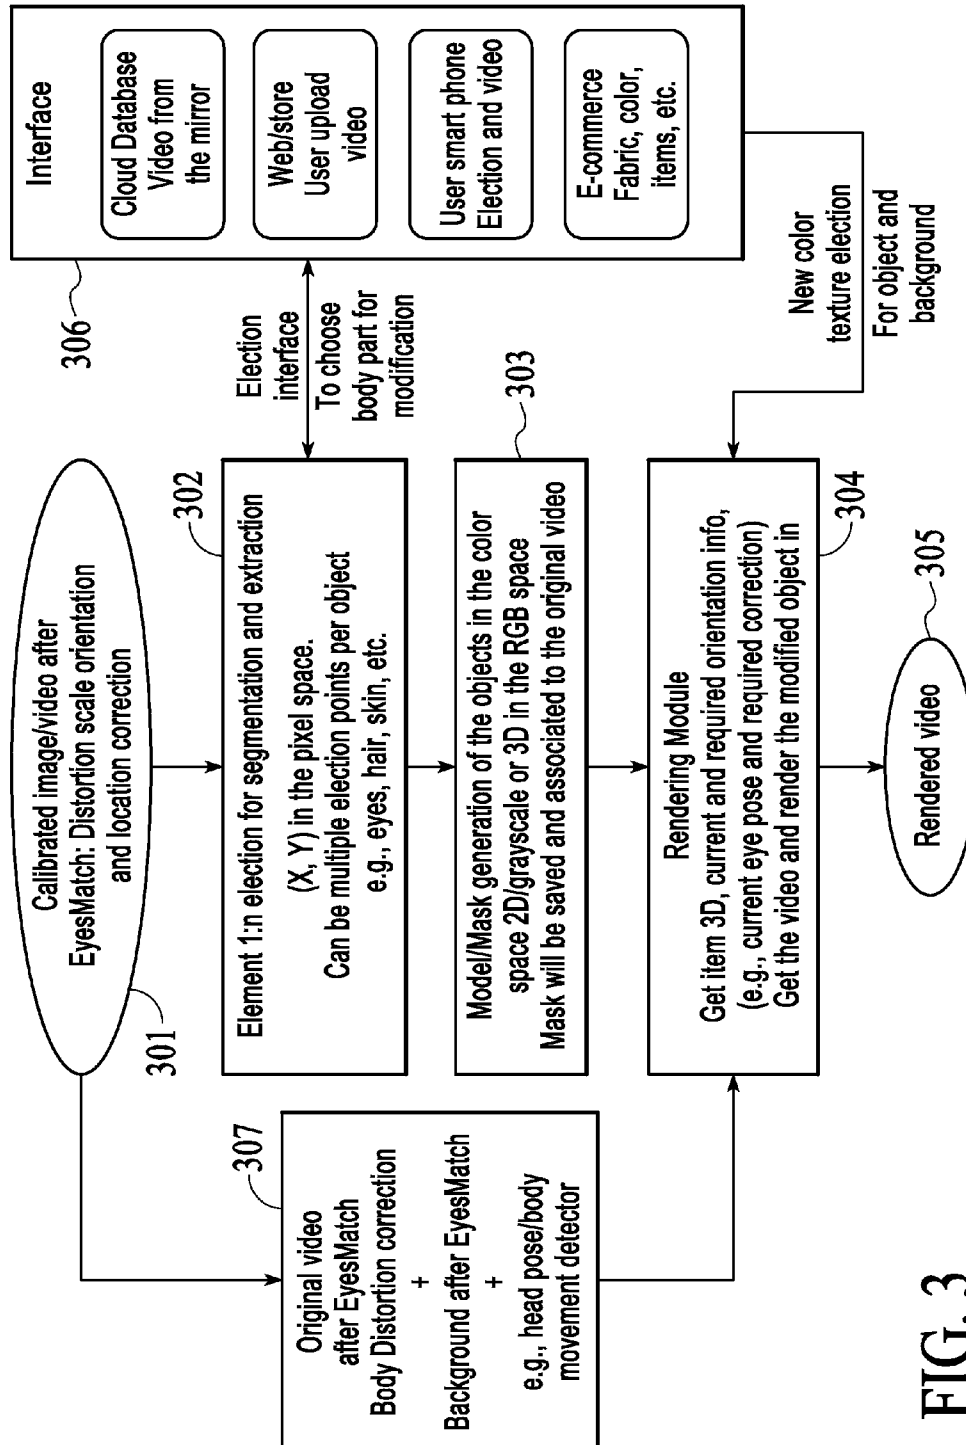 Calibrated image/video after
EyesMatch: Distortion scale orientation
and location correction
301
Original video
after EyesMatch
Body Distortion correction
+
Background after EyesMatch
+
e.g., head pose/body
movement detector
307
Element 1:n election for segmentation and extraction
(X, Y) in the pixel space.
Can be multiple election points per object
e.g., eyes, hair, skin, etc.
302
Election
interface
To choose
body part for
modification
Interface
Cloud Database
Video from
the mirror
Web/store
User upload
video
User smart phone
Election and video
E-commerce
Fabric, color,
items, etc.
306
Model/Mask generation of the objects in the color
space 2D/grayscale or 3D in the RGB space
Mask will be saved and associated to the original video
303
Rendering Module
Get item 3D, current and required orientation info,
(e.g., current eye pose and required correction)
Get the video and render the modified object in
304
New color
texture election
For object and
background
Rendered video
305
FIG. 3